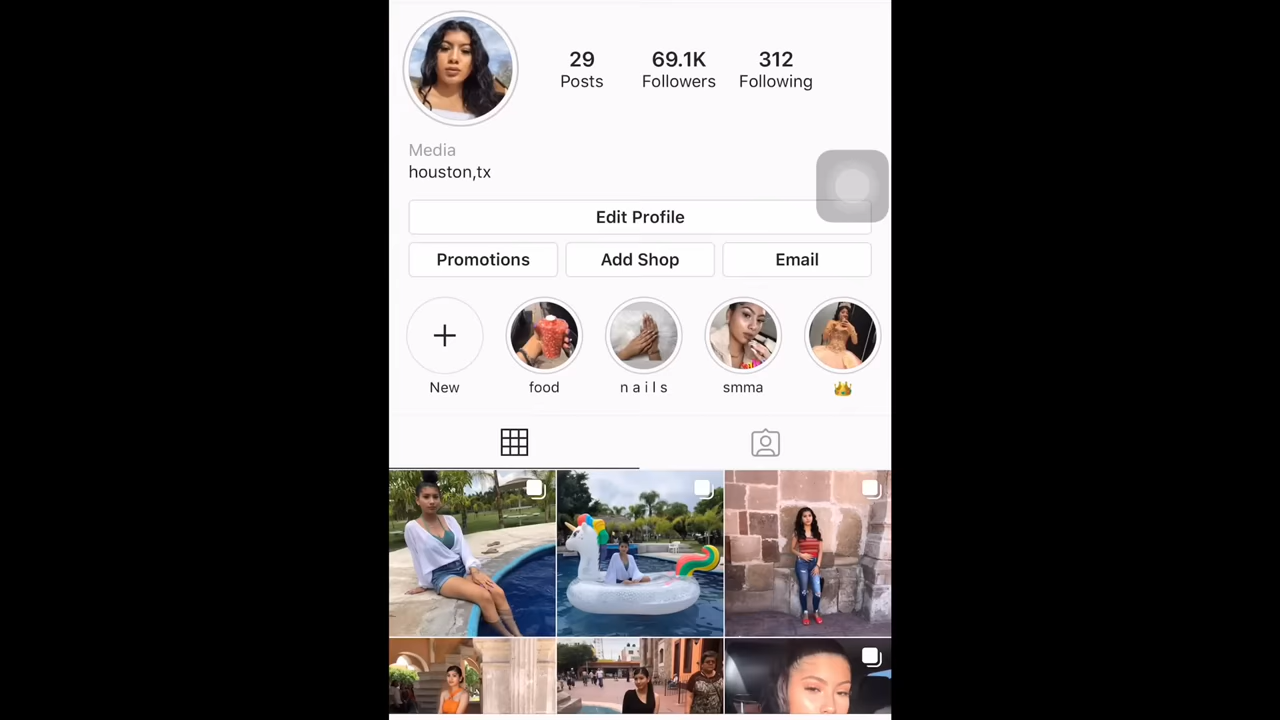 29 69.1K 312
Posts Followers Following
Media
houston,tx
Edit Profile
Promotions Add Shop Email
New food n a i l s smma 👑